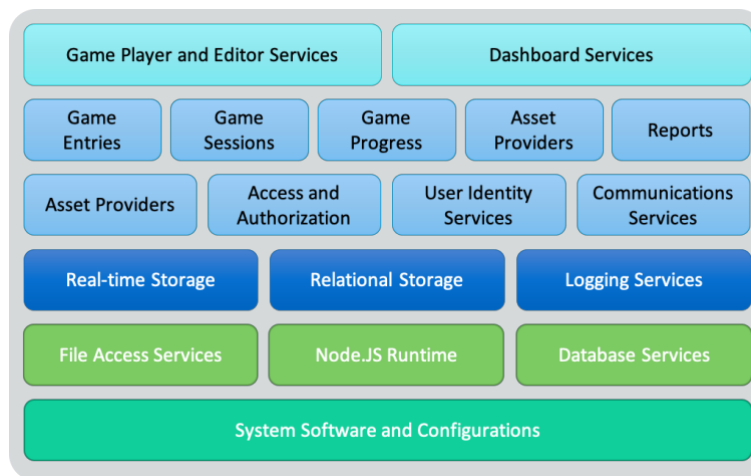 Game Player and Editor Services
Dashboard Services
Game
Entries
Game
Sessions
Game
Progress
Asset
Providers
Reports
Asset Providers
Access and
Authorization
User Identity
Services
Communications
Services
Real-time Storage
Relational Storage
Logging Services
File Access Services
Node.JS Runtime
Database Services
System Software and Configurations